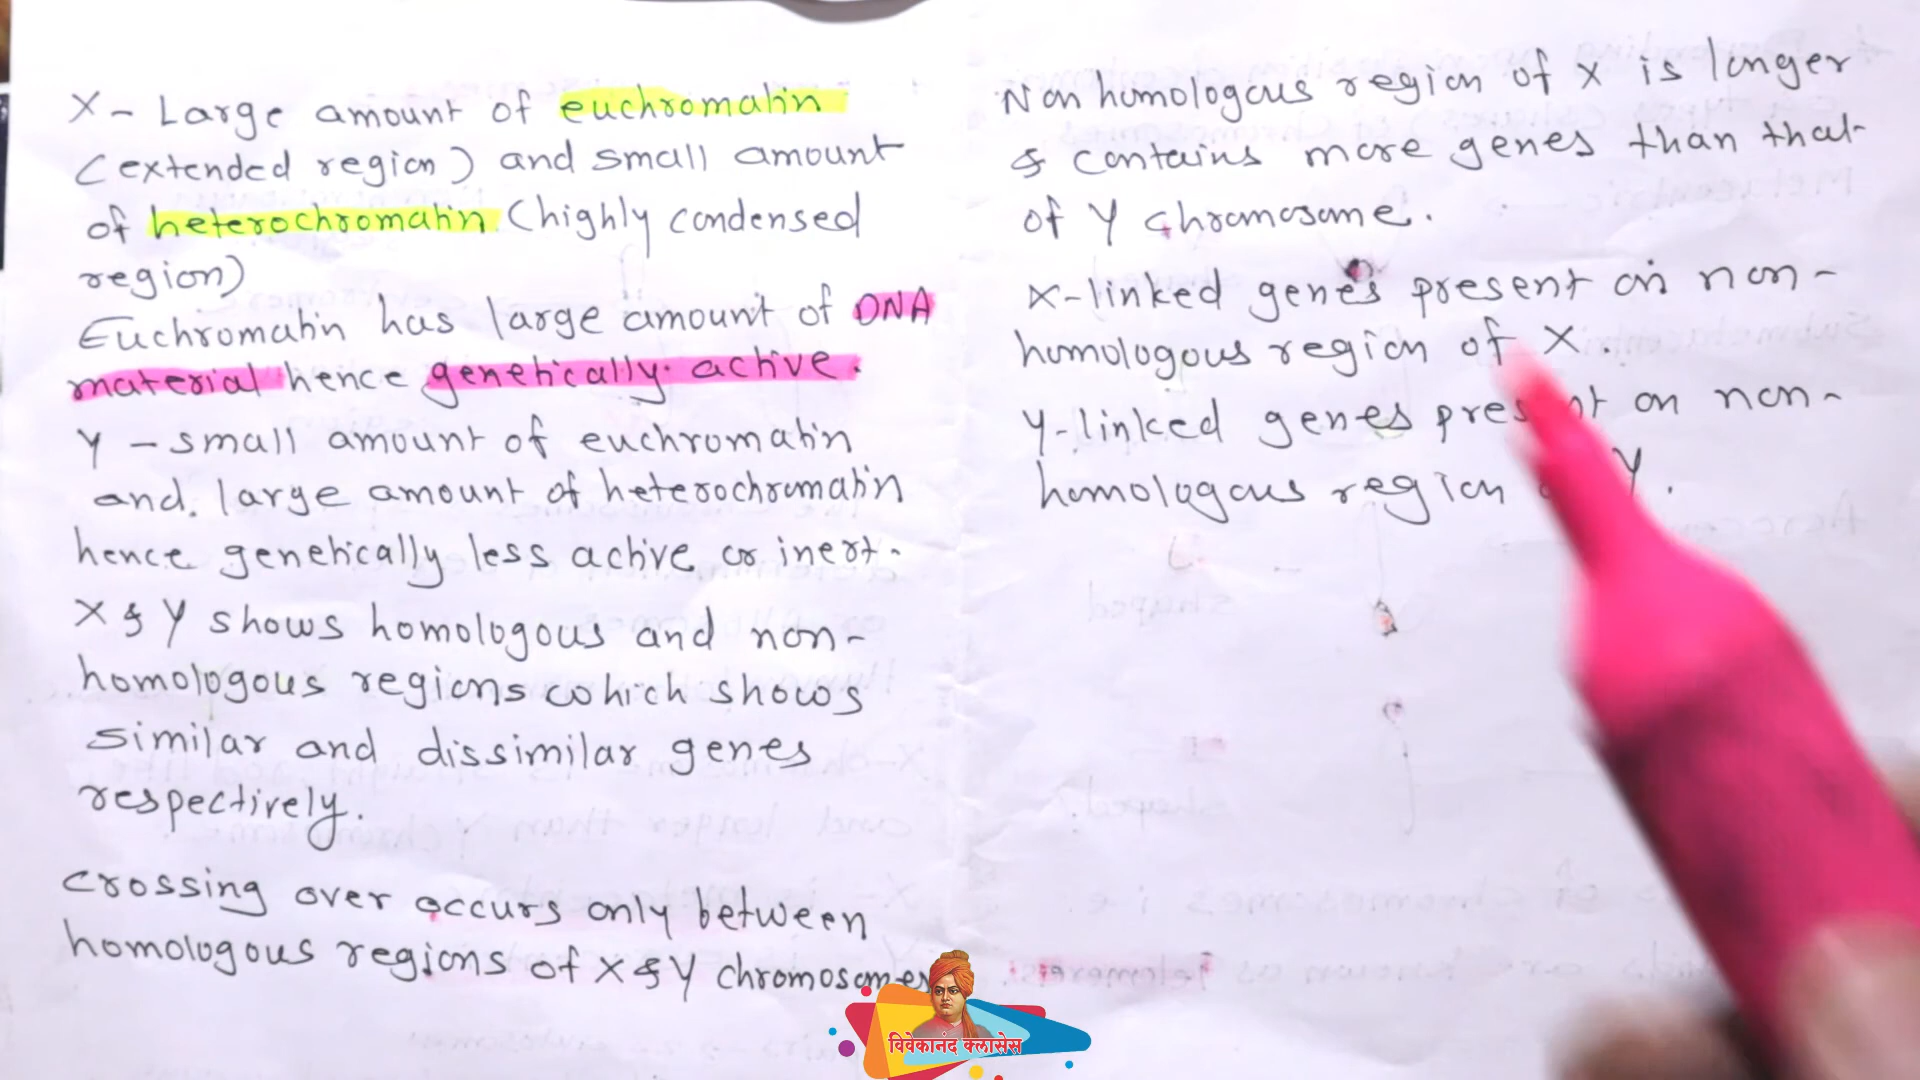 X - Large amount of euchromatin
(extended region) and small amount
of heterochromatin (highly condensed
region)
Euchromatin has large amount of DNA
material hence genetically active.
Y - small amount of euchromatin
and large amount of heterochromatin
hence genetically less active or inert.
X & Y shows homologous and non-
homologous regions which shows
similar and dissimilar genes
respectively.
crossing over occurs only between
homologous regions of X & Y chromosomes
Non homologous region of X is longer
& contains more genes than that
of Y chromosome.
X-linked genes present on non-
homologous region of X.
Y-linked genes present on non-
homologous region Y.
विवेकानंद क्लासेस